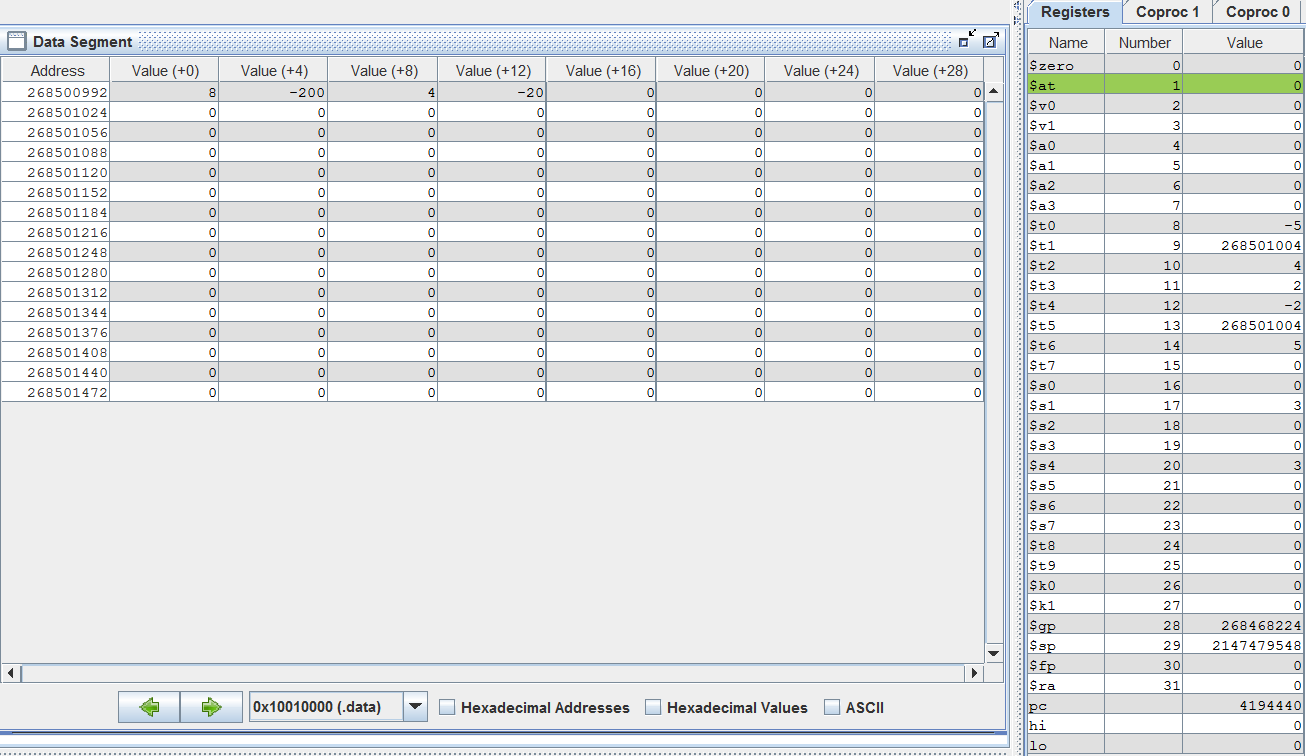 Data Segment
Address Value (+0) Value (+4) Value (+8) Value (+12) Value (+16) Value (+20) Value (+24) Value (+28)
268500992 8 -200 4 -20 0 0 0 0
268501024 0 0 0 0 0 0 0 0
268501056 0 0 0 0 0 0 0 0
268501088 0 0 0 0 0 0 0 0
268501120 0 0 0 0 0 0 0 0
268501152 0 0 0 0 0 0 0 0
268501184 0 0 0 0 0 0 0 0
268501216 0 0 0 0 0 0 0 0
268501248 0 0 0 0 0 0 0 0
268501280 0 0 0 0 0 0 0 0
268501312 0 0 0 0 0 0 0 0
268501344 0 0 0 0 0 0 0 0
268501376 0 0 0 0 0 0 0 0
268501408 0 0 0 0 0 0 0 0
268501440 0 0 0 0 0 0 0 0
268501472 0 0 0 0 0 0 0 0
0x10010000 (.data) Hexadecimal Addresses Hexadecimal Values ASCII
Registers Coproc 1 Coproc 0
Name Number Value
$zero 0 0
$at 1 0
$v0 2 0
$v1 3 0
$a0 4 0
$a1 5 0
$a2 6 0
$a3 7 0
$t0 8 -5
$t1 9 268501004
$t2 10 4
$t3 11 2
$t4 12 -2
$t5 13 268501004
$t6 14 5
$t7 15 0
$s0 16 0
$s1 17 3
$s2 18 0
$s3 19 0
$s4 20 3
$s5 21 0
$s6 22 0
$s7 23 0
$t8 24 0
$t9 25 0
$k0 26 0
$k1 27 0
$gp 28 268468224
$sp 29 2147479548
$fp 30 0
$ra 31 0
pc 4194440
hi 0
lo 0